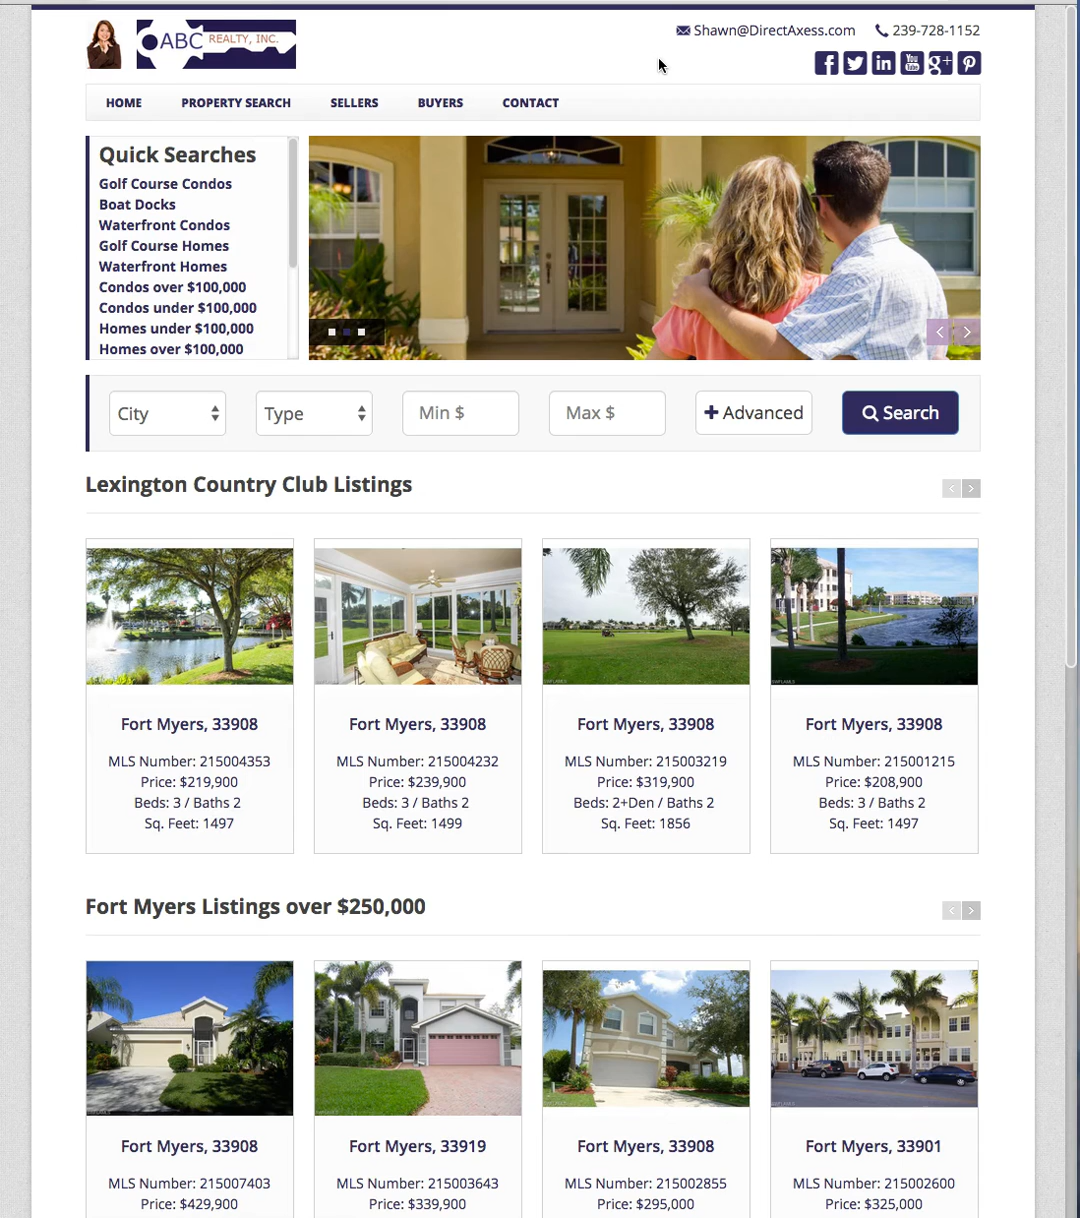 ABC REALTY, INC.
Shawn@DirectAxess.com 239-728-1152
HOME PROPERTY SEARCH SELLERS BUYERS CONTACT
Quick Searches
Golf Course Condos
Boat Docks
Waterfront Condos
Golf Course Homes
Waterfront Homes
Condos over $100,000
Condos under $100,000
Homes under $100,000
Homes over $100,000
City Type Min $ Max $ Advanced Search
Lexington Country Club Listings
Fort Myers, 33908
MLS Number: 215004353
Price: $219,900
Beds: 3 / Baths 2
Sq. Feet: 1497
Fort Myers, 33908
MLS Number: 215004232
Price: $239,900
Beds: 3 / Baths 2
Sq. Feet: 1499
Fort Myers, 33908
MLS Number: 215003219
Price: $319,900
Beds: 2+Den / Baths 2
Sq. Feet: 1856
Fort Myers, 33908
MLS Number: 215001215
Price: $208,900
Beds: 3 / Baths 2
Sq. Feet: 1497
Fort Myers Listings over $250,000
Fort Myers, 33908
MLS Number: 215007403
Price: $429,900
Fort Myers, 33919
MLS Number: 215003643
Price: $339,900
Fort Myers, 33908
MLS Number: 215002855
Price: $295,000
Fort Myers, 33901
MLS Number: 215002600
Price: $325,000